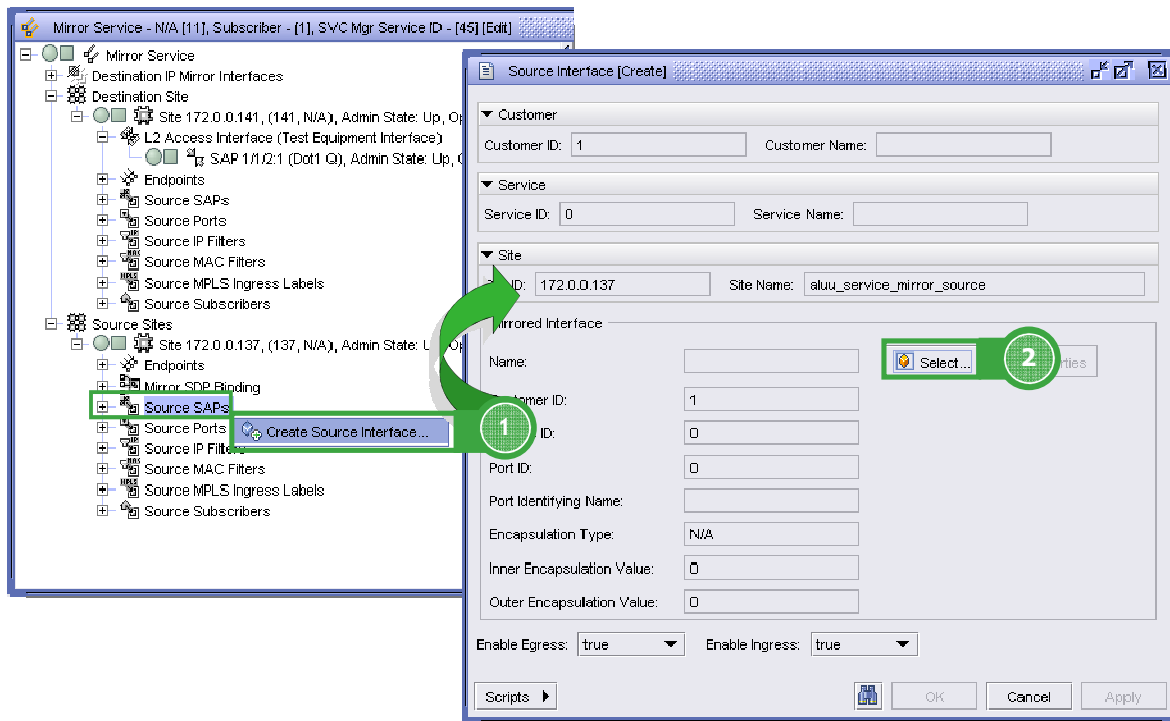 Mirror Service - N/A [11], Subscriber - [1], SVC Mgr Service ID - [45] [Edit]
Mirror Service
Destination IP Mirror Interfaces
Destination Site
Site 172.0.0.141, (141, N/A), Admin State: Up, Op
L2 Access Interface (Test Equipment Interface)
SAP 1/1/2:1 (Dot1 Q), Admin State: Up,
Endpoints
Source SAPs
Source Ports
Source IP Filters
Source MAC Filters
Source MPLS Ingress Labels
Source Subscribers
Source Sites
Site 172.0.0.137, (137, N/A), Admin State:
Endpoints
Mirror SDP Binding
Source SAPs
Create Source Interface...
1
Source Ports
Source IP Filters
Source MAC Filters
Source MPLS Ingress Labels
Source Subscribers
Source Interface [Create]
Customer
Customer ID: 1 Customer Name:
Service
Service ID: 0 Service Name:
Site
ID: 172.0.0.137 Site Name: aluu_service_mirror_source
Mirrored Interface
Name: Select... 2
ID: 1
ID: 0
Port ID: 0
Port Identifying Name:
Encapsulation Type: N/A
Inner Encapsulation Value: 0
Outer Encapsulation Value: 0
Enable Egress: true Enable Ingress: true
Scripts OK Cancel Apply